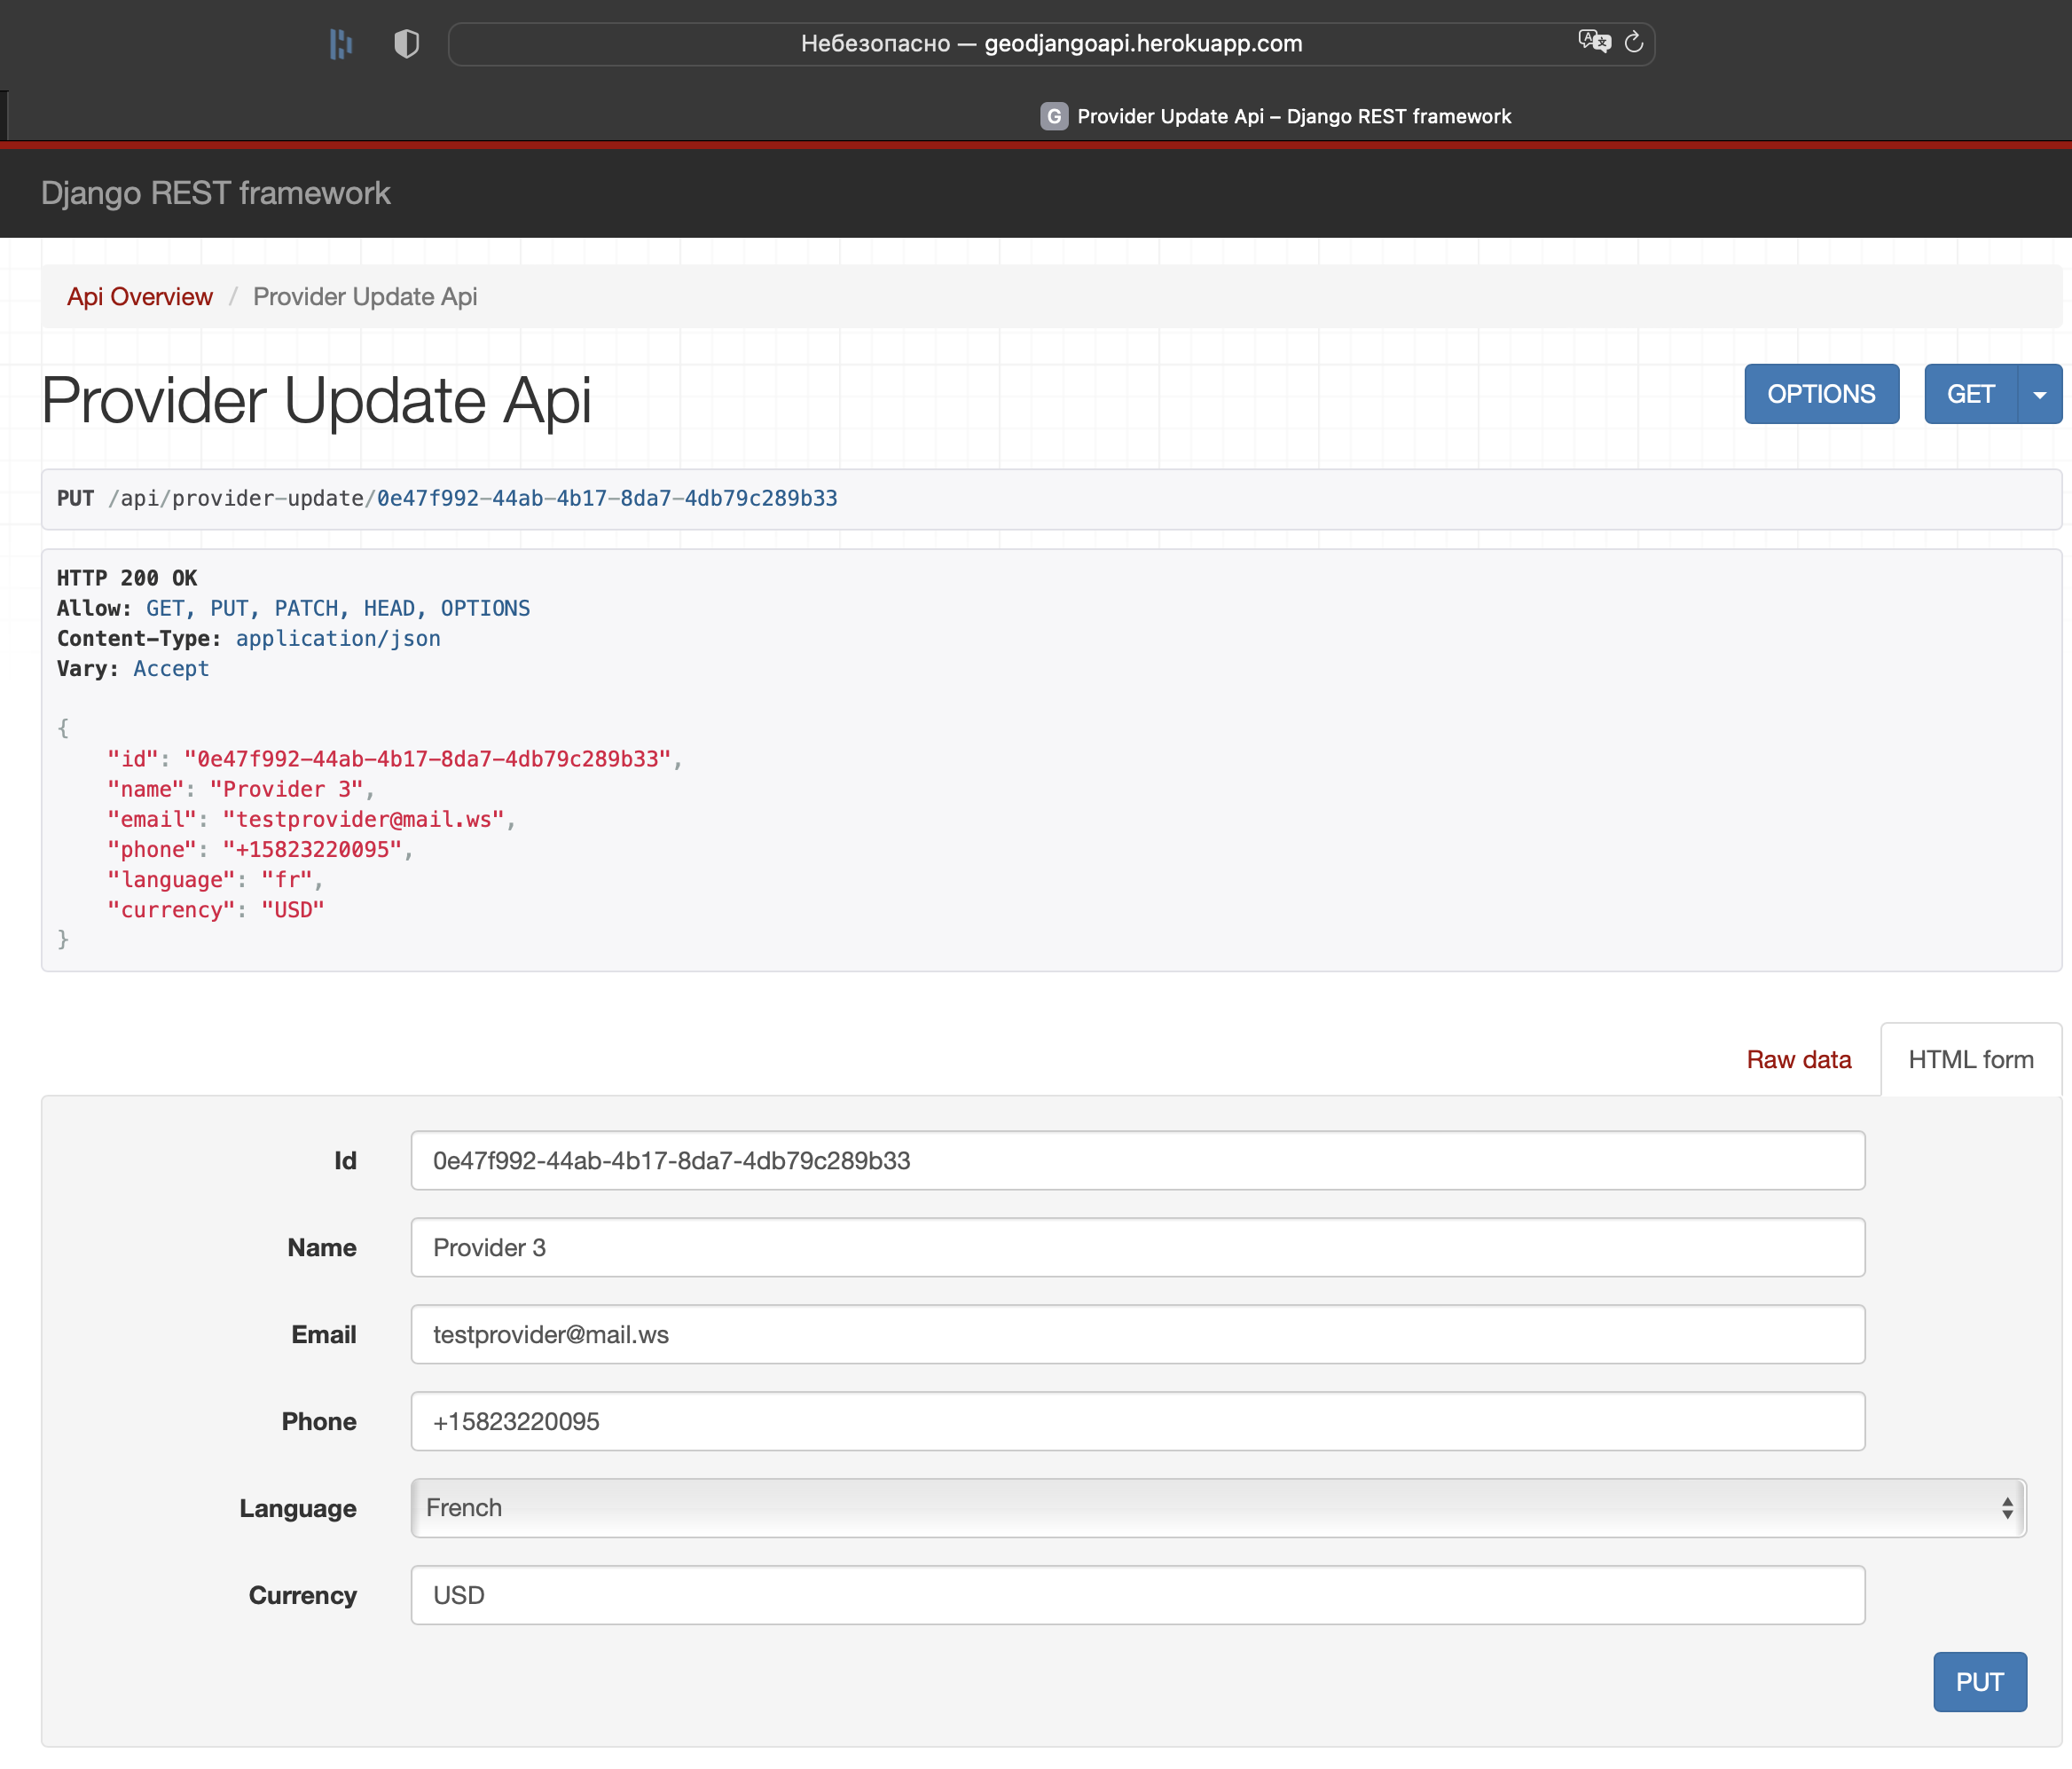 Небезопасно — geodjangoapi.herokuapp.com
G Provider Update Api – Django REST framework
Django REST framework
Api Overview / Provider Update Api
Provider Update Api
OPTIONS GET
PUT /api/provider-update/0e47f992-44ab-4b17-8da7-4db79c289b33
HTTP 200 OK
Allow: GET, PUT, PATCH, HEAD, OPTIONS
Content-Type: application/json
Vary: Accept
{
"id": "0e47f992-44ab-4b17-8da7-4db79c289b33",
"name": "Provider 3",
"email": "testprovider@mail.ws",
"phone": "+15823220095",
"language": "fr",
"currency": "USD"
}
Raw data HTML form
Id 0e47f992-44ab-4b17-8da7-4db79c289b33
Name Provider 3
Email testprovider@mail.ws
Phone +15823220095
Language French
Currency USD
PUT